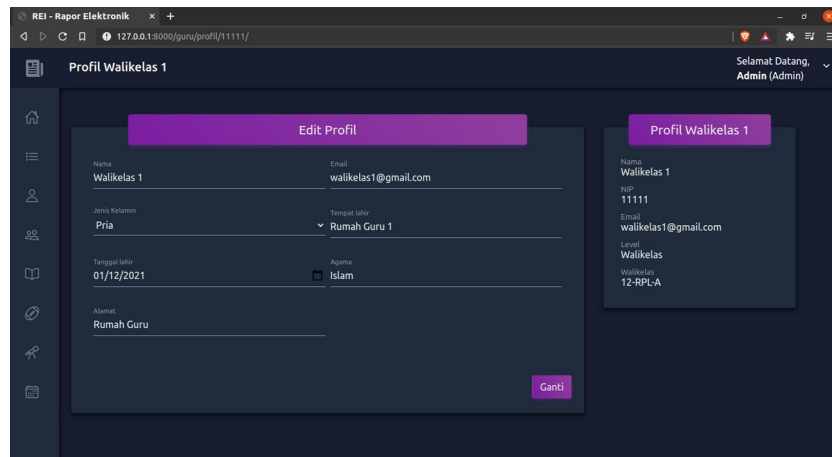 REI - Rapor Elektronik × +
127.0.0.1:8000/guru/profil/11111/
Profil Walikelas 1
Selamat Datang,
Admin (Admin)
Edit Profil
Nama
Walikelas 1
Email
walikelas1@gmail.com
Jenis Kelamin
Pria
Tempat lahir
Rumah Guru 1
Tanggal lahir
01/12/2021
Agama
Islam
Alamat
Rumah Guru
Ganti
Profil Walikelas 1
Nama
Walikelas 1
NIP
11111
Email
walikelas1@gmail.com
Level
Walikelas
Walikelas
12-RPL-A